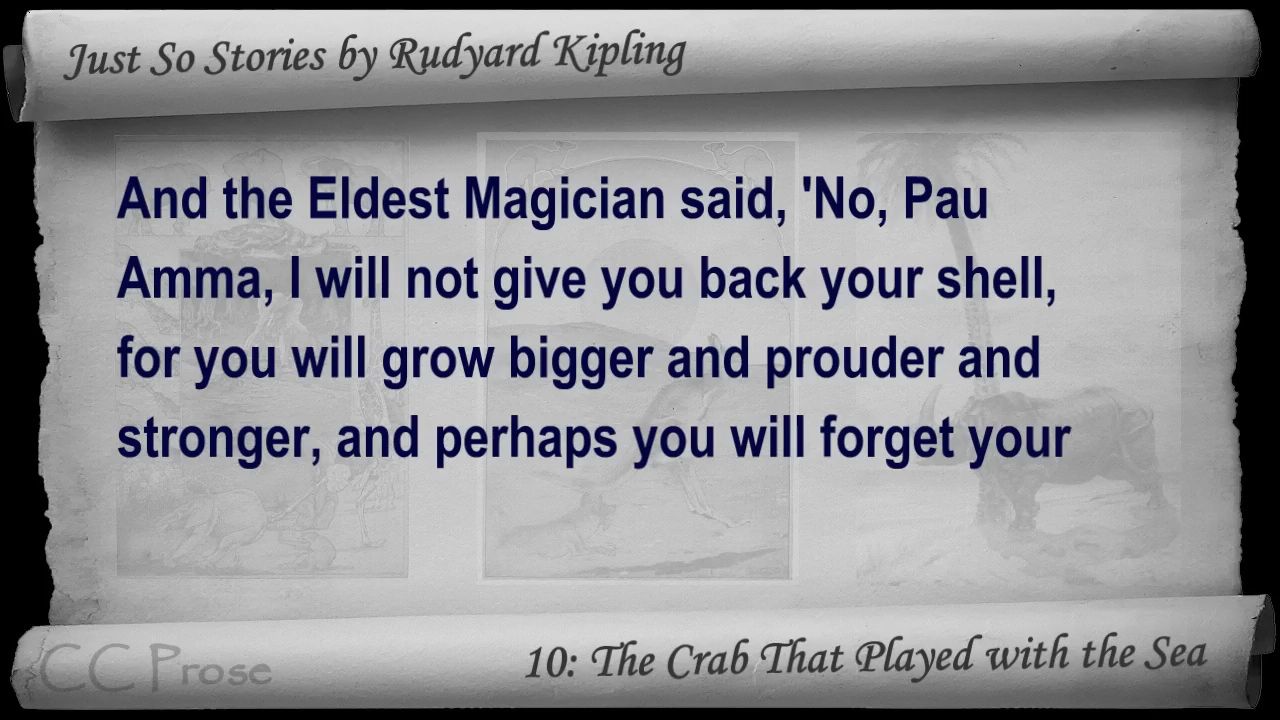 Just So Stories by Rudyard Kipling
And the Eldest Magician said, 'No, Pau
Amma, I will not give you back your shell,
for you will grow bigger and prouder and
stronger, and perhaps you will forget your
CC Prose
10: The Crab That Played with the Sea